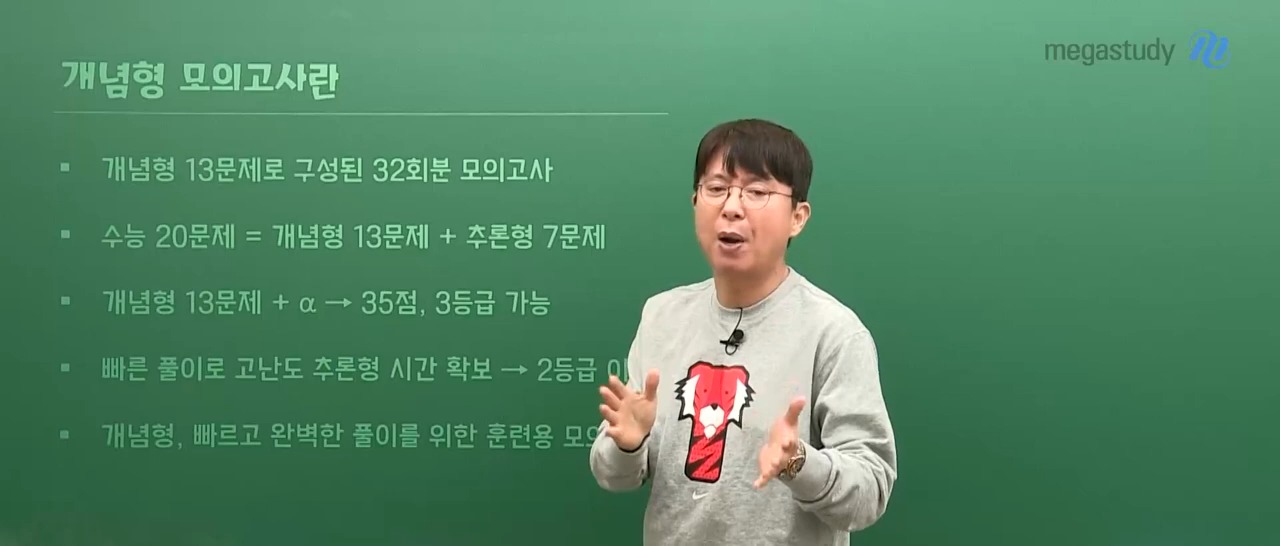 개념형 모의고사란
megastudy
▪ 개념형 13문제로 구성된 32회분 모의고사
▪ 수능 20문제 = 개념형 13문제 + 추론형 7문제
▪ 개념형 13문제 + α → 35점, 3등급 가능
▪ 빠른 풀이로 고난도 추론형 시간 확보 → 2등급
▪ 개념형, 빠르고 완벽한 풀이를 위한 훈련용